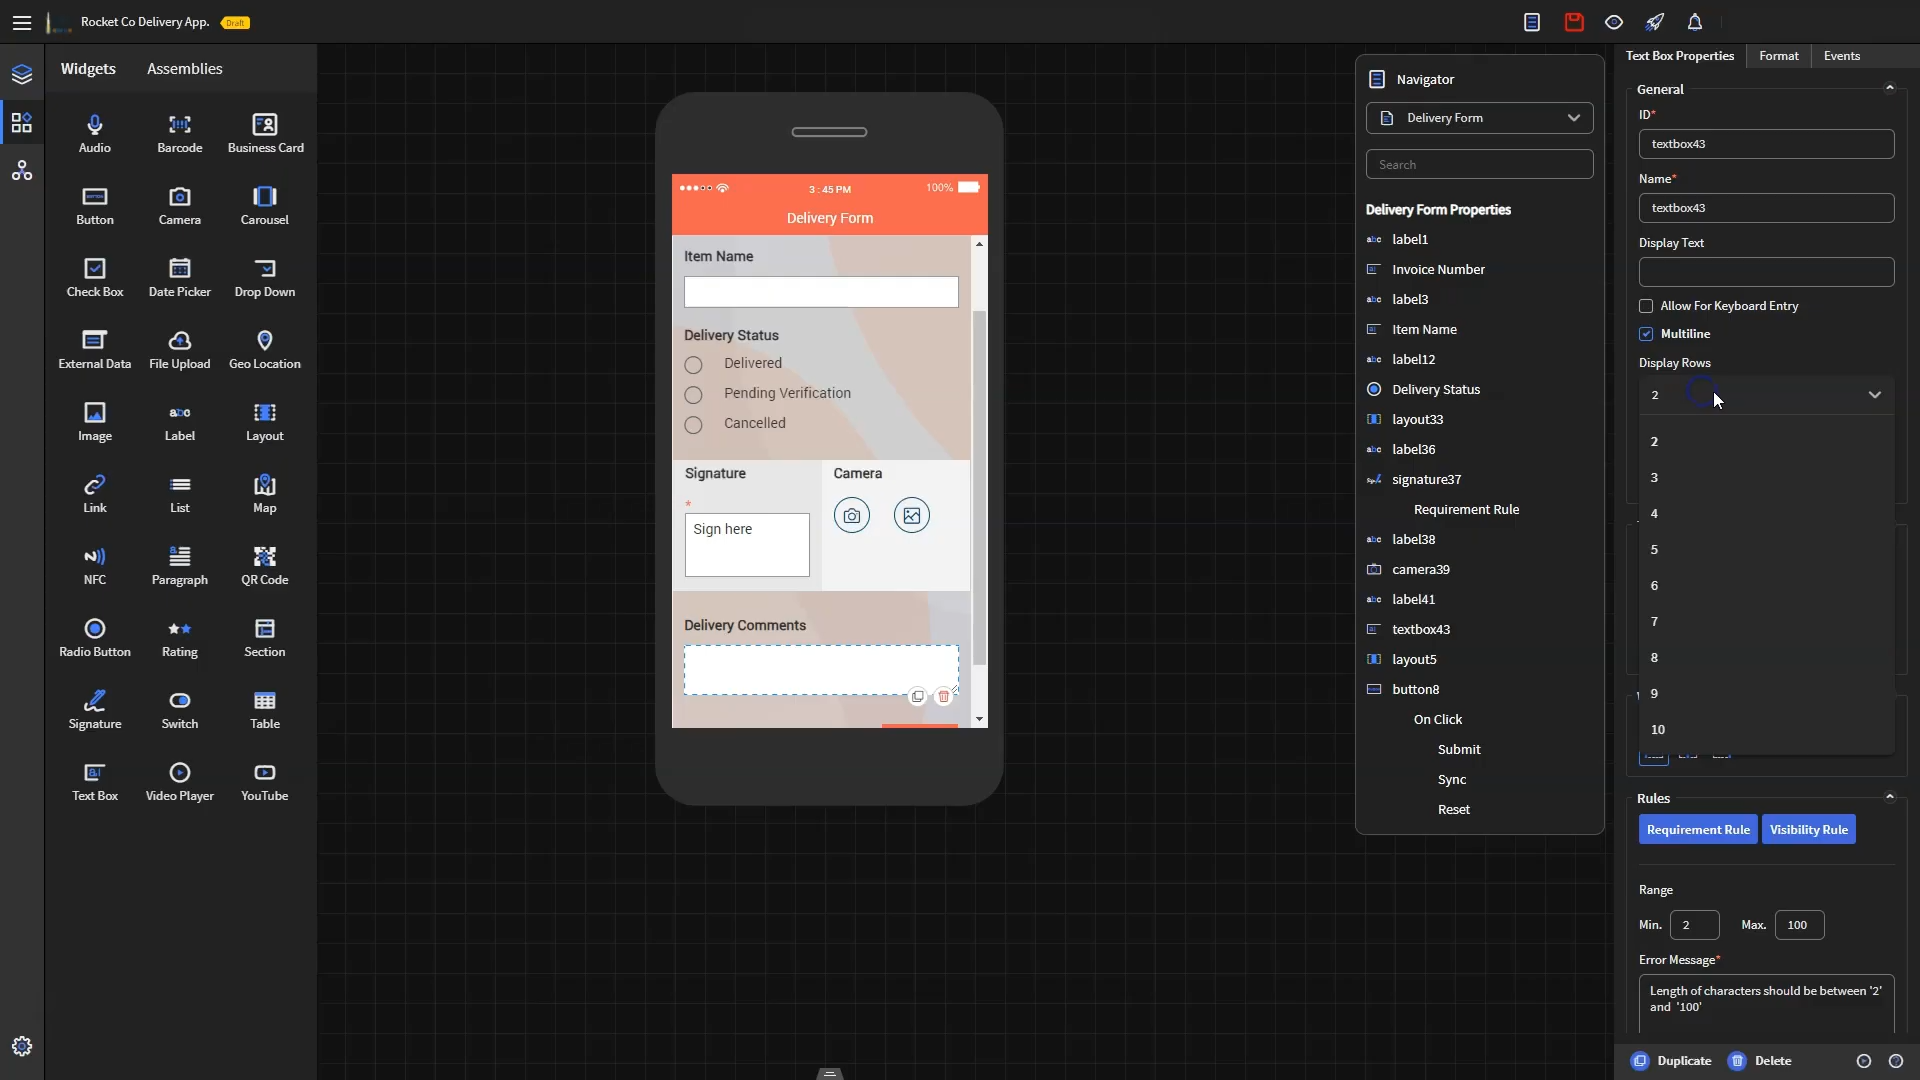 Rocket Co Delivery App.
Draft
Widgets
Assemblies
Audio
Barcode
Business Card
Button
Camera
Carousel
Check Box
Date Picker
Drop Down
External Data
File Upload
Geo Location
Image
Label
Layout
Link
List
Map
NFC
Paragraph
QR Code
Radio Button
Rating
Section
Signature
Switch
Table
Text Box
Video Player
YouTube
3:45 PM
100%
Delivery Form
Item Name
Delivery Status
Delivered
Pending Verification
Cancelled
Signature
Camera
*
Sign here
Delivery Comments
Navigator
Delivery Form
Search
Delivery Form Properties
abc label1
Invoice Number
abc label3
Item Name
abc label12
Delivery Status
layout33
abc label36
signature37
Requirement Rule
abc label38
camera39
abc label41
textbox43
layout5
button8
On Click
Submit
Sync
Reset
Text Box Properties
Format
Events
General
ID*
textbox43
Name*
textbox43
Display Text
Allow For Keyboard Entry
Multiline
Display Rows
2
2
3
4
5
6
7
8
9
10
Rules
Requirement Rule
Visibility Rule
Range
Min. 2 Max. 100
Error Message*
Length of characters should be between '2'
and '100'
Duplicate
Delete